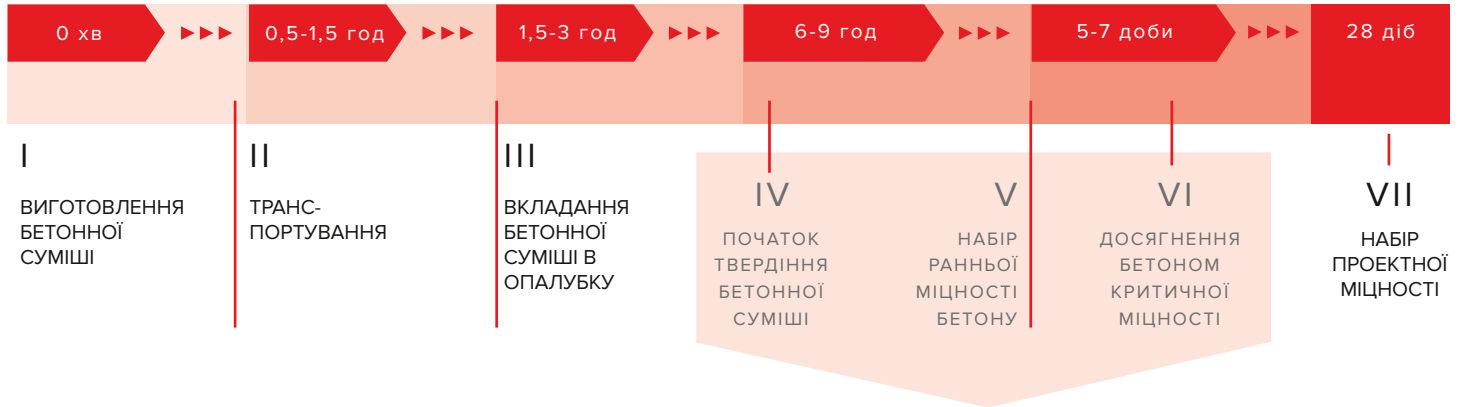 0 хв
0,5-1,5 год
1,5-3 год
6-9 год
5-7 доби
28 діб
I
ВИГОТОВЛЕННЯ
БЕТОННОЇ
СУМІШІ
II
ТРАНС-
ПОРТУВАННЯ
III
ВКЛАДАННЯ
БЕТОННОЇ
СУМІШІ В
ОПАЛУБКУ
IV
ПОЧАТОК
ТВЕРДІННЯ
БЕТОННОЇ
СУМІШІ
V
НАБІР
РАННЬОЇ
МІЦНОСТІ
БЕТОНУ
VI
ДОСЯГНЕННЯ
БЕТОНОМ
КРИТИЧНОЇ
МІЦНОСТІ
VII
НАБІР
ПРОЕКТНОЇ
МІЦНОСТІ